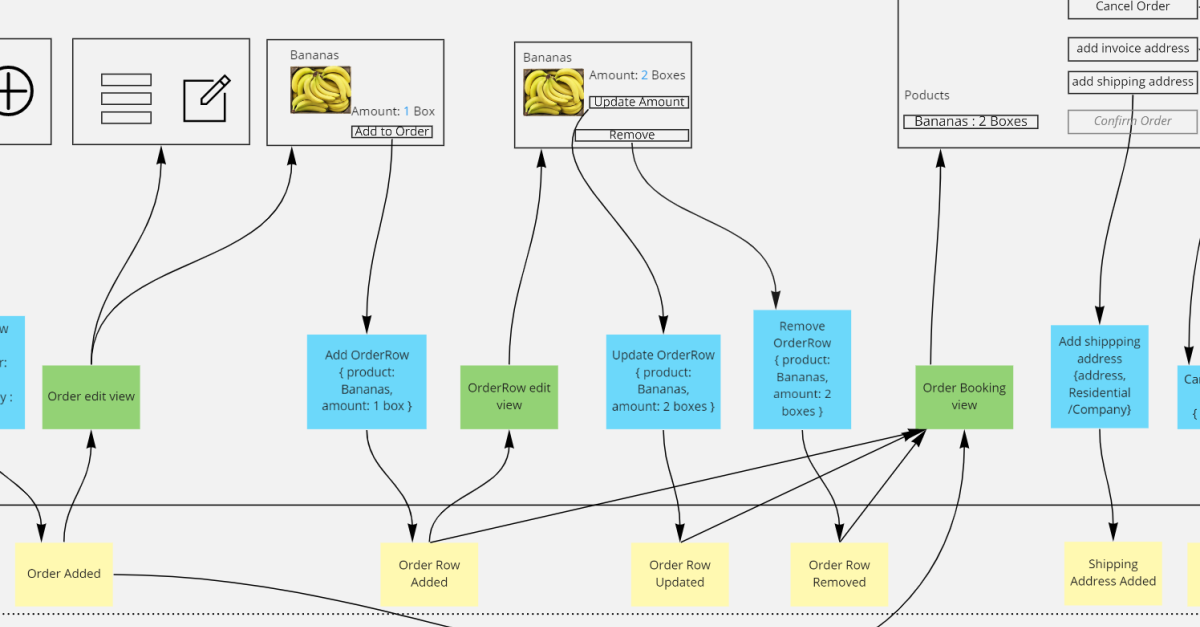 Cancel Order
add invoice address
add shipping address
Confirm Order
Poducts
Bananas : 2 Boxes
Bananas
Amount: 1 Box
Add to Order
Bananas
Amount: 2 Boxes
Update Amount
Remove
w
r:
y :
Order edit view
Add OrderRow
{ product:
Bananas,
amount: 1 box }
OrderRow edit
view
Update OrderRow
{ product:
Bananas,
amount: 2 boxes }
Remove
OrderRow
{ product:
Bananas,
amount: 2
boxes }
Order Booking
view
Add shippping
address
{address,
Residential
/Company}
{
Order Added
Order Row
Added
Order Row
Updated
Order Row
Removed
Shipping
Address Added